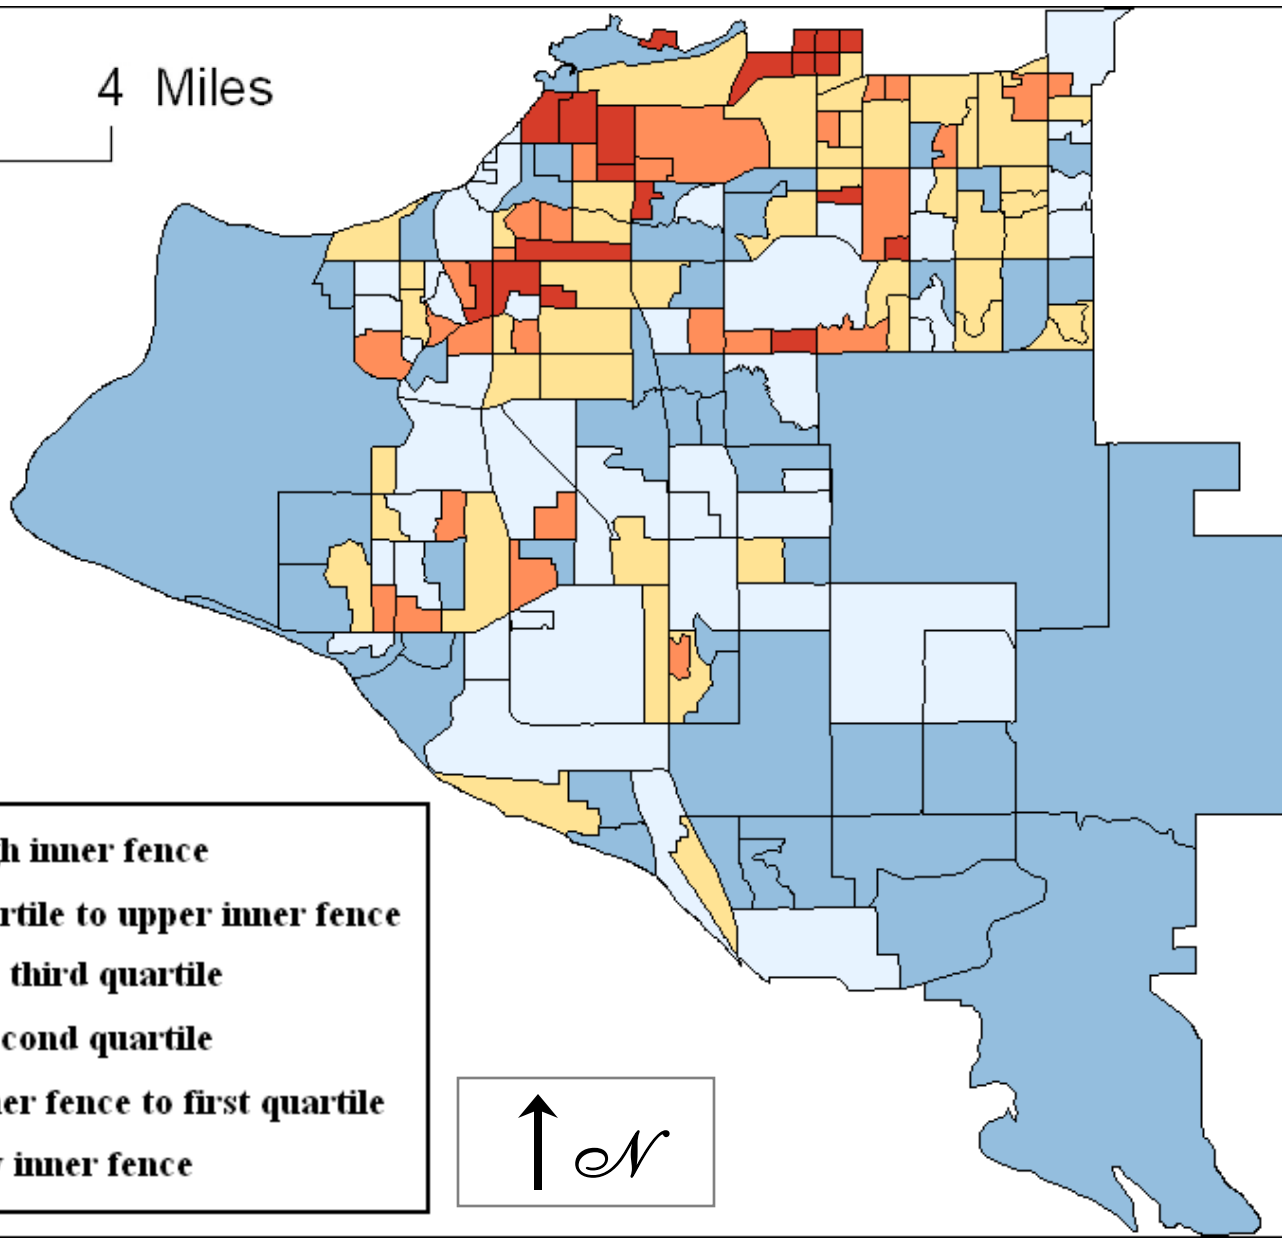 4 Miles
h inner fence
rtile to upper inner fence
third quartile
cond quartile
er fence to first quartile
inner fence
N